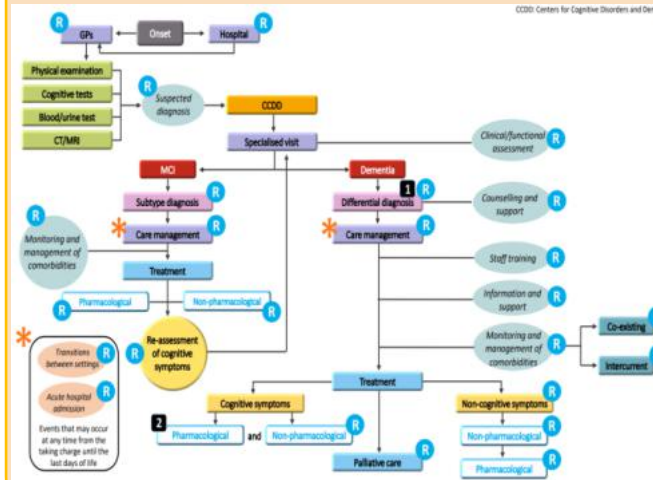 CCDD: Centers for Cognitive Disorders and Dem
R
R
GPs
Onset
Hospital
Physical examination
Cognitive tests
Blood/urine test
CT/MRI
R
Suspected
diagnosis
CCDD
Specialised visit
Clinical/functional
assessment
R
MCI
Dementia
Subtype diagnosis
R
1
Differential diagnosis
R
Counselling and
support
R
*
Care management
R
*
Care management
R
R
Monitoring and
management of
comorbidities
Staff training
R
Treatment
Information and
support
R
R
Pharmacological
Non-pharmacological
R
Re-assessment
of cognitive
symptoms
R
Monitoring and
management of
comorbidities
R
Co-existing
R
Intercurrent
R
*
Transitions
between settings
R
Acute hospital
admission
R
Events that may occur
at any time from the
taking charge until the
last days of life
Treatment
Cognitive symptoms
Non-cognitive symptoms
R
2
Pharmacological
and
Non-pharmacological
R
Non-pharmacological
R
Palliative care
R
Pharmacological
R